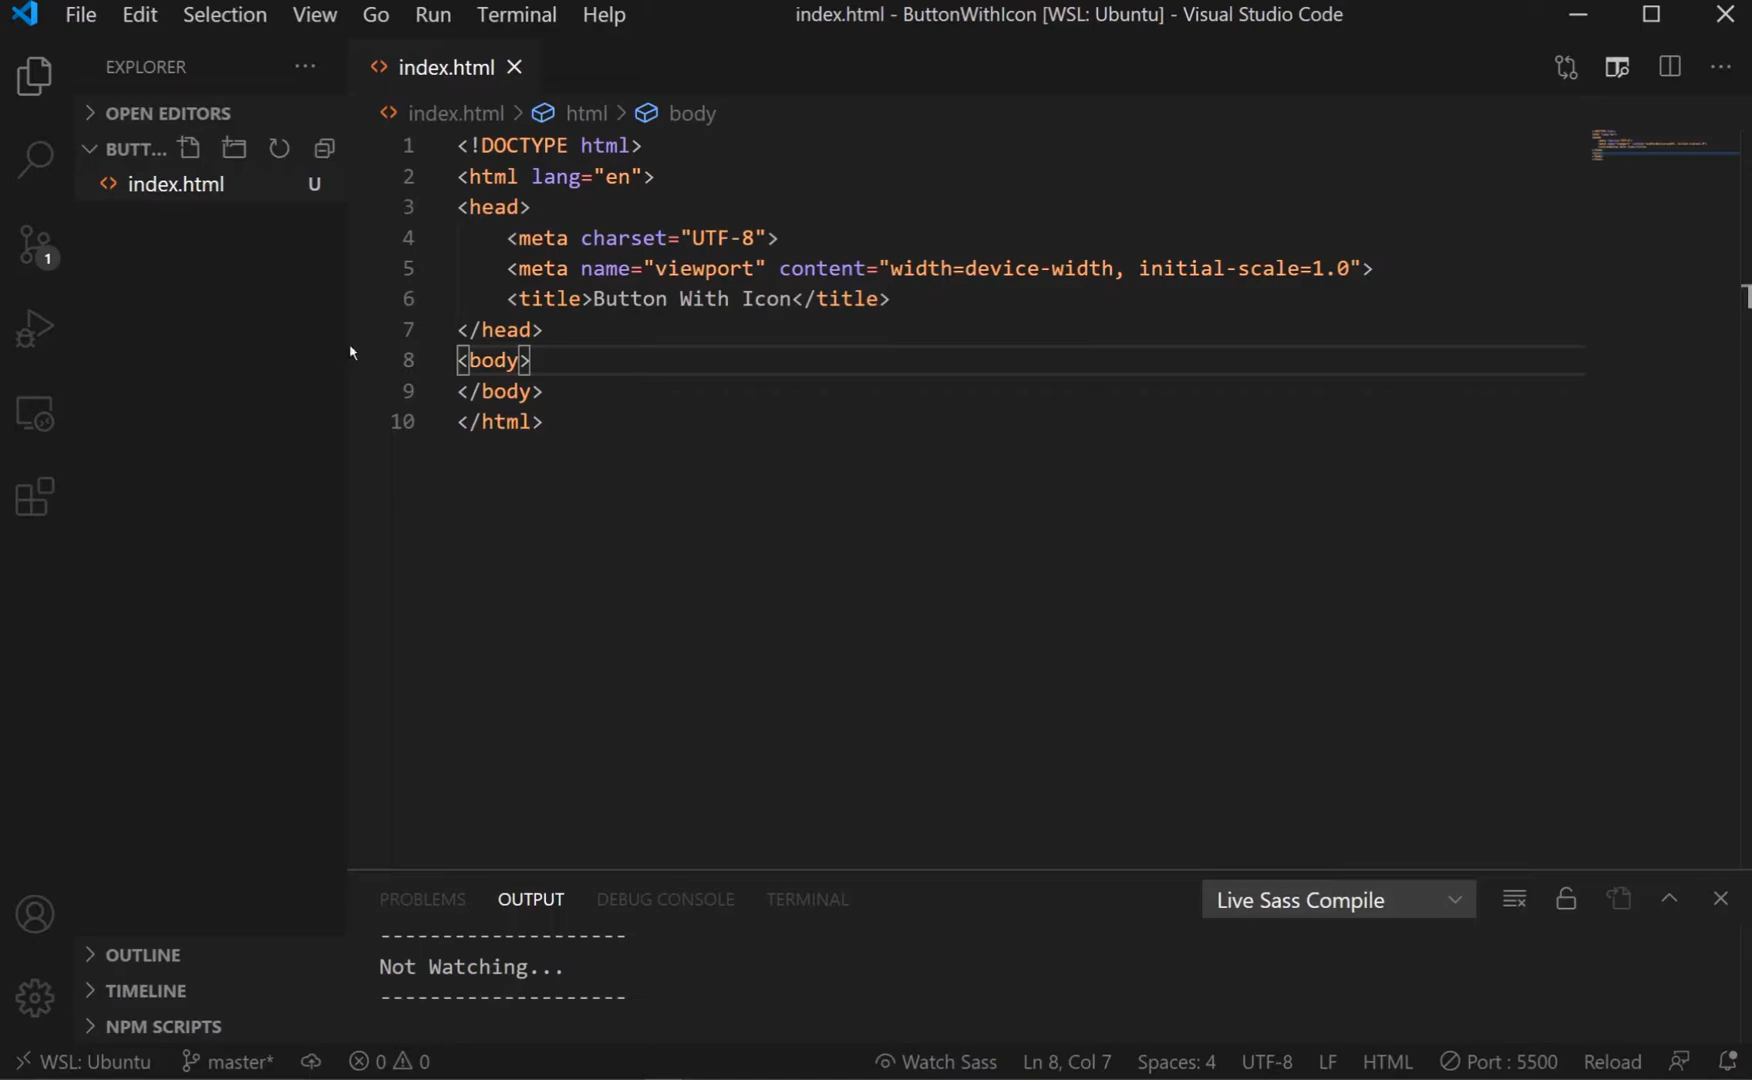 File Edit Selection View Go Run Terminal Help index.html - ButtonWithIcon [WSL: Ubuntu] - Visual Studio Code
EXPLORER
index.html
OPEN EDITORS
index.html > html > body
BUTT...
index.html U
1 <!DOCTYPE html>
2 <html lang="en">
3 <head>
4 <meta charset="UTF-8">
5 <meta name="viewport" content="width=device-width, initial-scale=1.0">
6 <title>Button With Icon</title>
7 </head>
8 <body>
9 </body>
10 </html>
1
PROBLEMS OUTPUT DEBUG CONSOLE TERMINAL Live Sass Compile
--------------------
Not Watching...
--------------------
OUTLINE
TIMELINE
NPM SCRIPTS
WSL: Ubuntu master* 0 0 Watch Sass Ln 8, Col 7 Spaces: 4 UTF-8 LF HTML Port : 5500 Reload